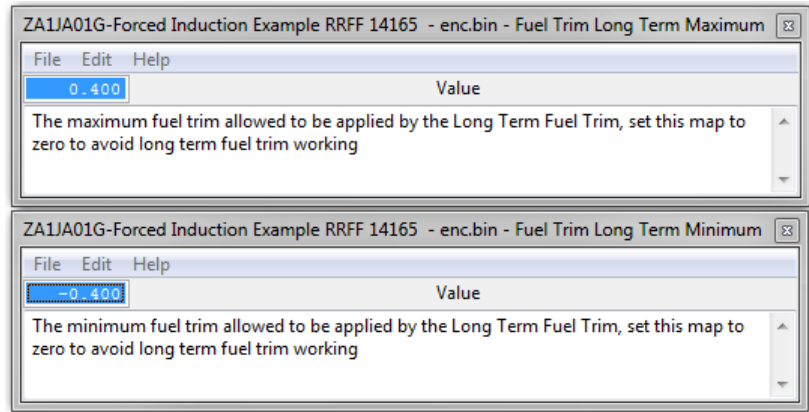 ZA1JA01G-Forced Induction Example RRFF 14165 - enc.bin - Fuel Trim Long Term Maximum
File Edit Help
0.400 Value
The maximum fuel trim allowed to be applied by the Long Term Fuel Trim, set this map to
zero to avoid long term fuel trim working
ZA1JA01G-Forced Induction Example RRFF 14165 - enc.bin - Fuel Trim Long Term Minimum
File Edit Help
-0.400 Value
The minimum fuel trim allowed to be applied by the Long Term Fuel Trim, set this map to
zero to avoid long term fuel trim working